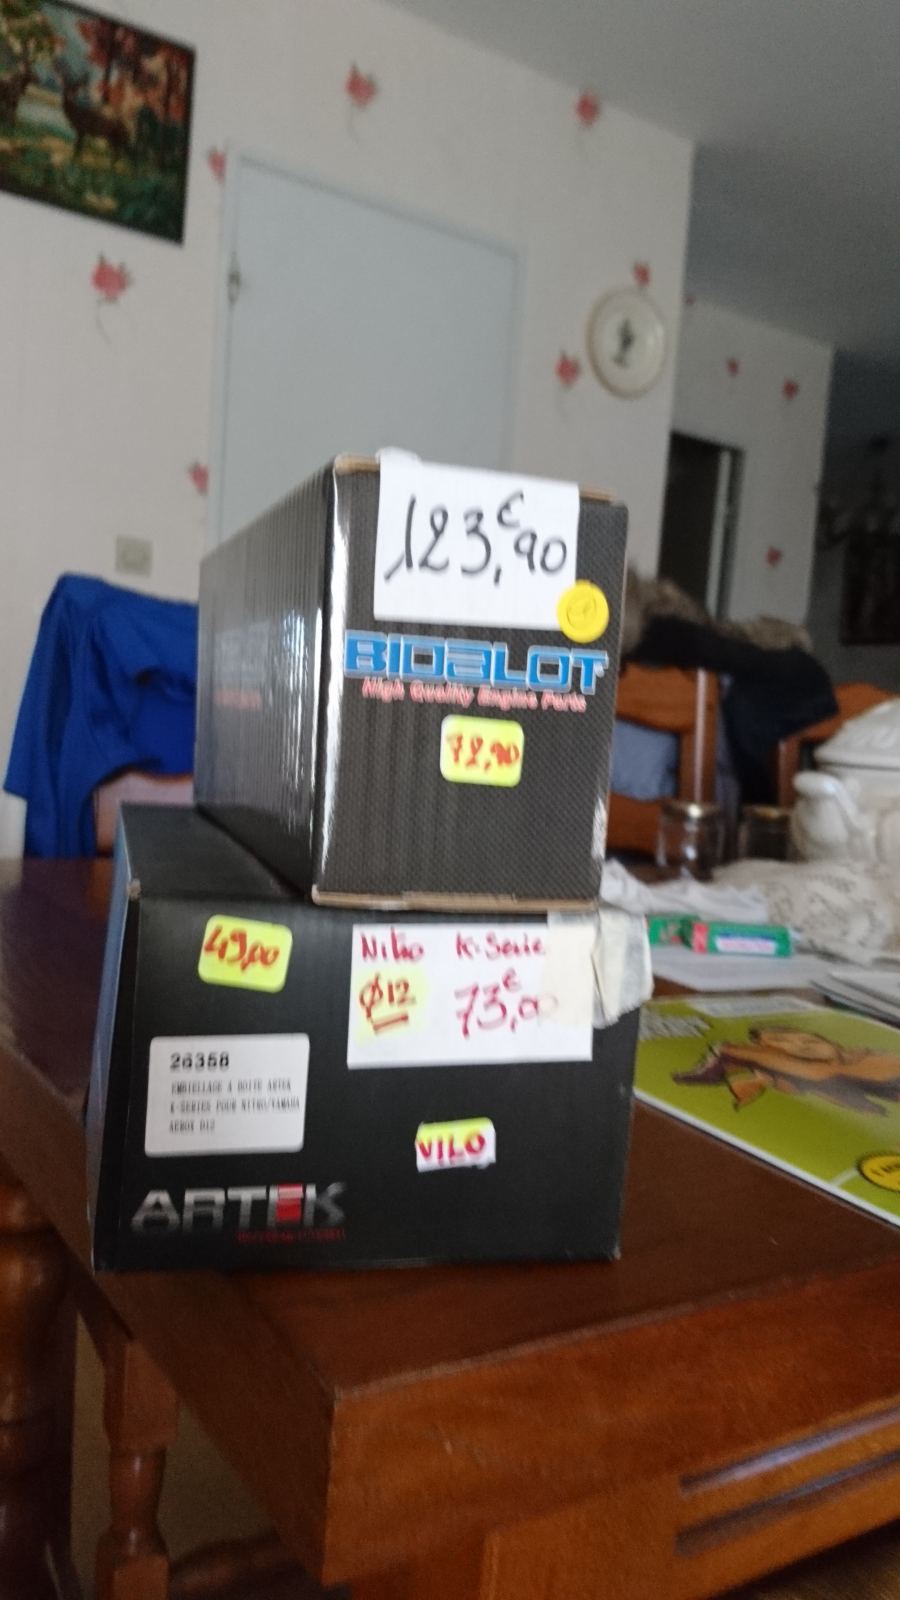 123,€90
BIDALOT
High Quality Engine Parts
72,90
49,00
Nitro K-Serie
Ø12 73,€00
26358
EMBIELLAGE A BOITE ARTEK
K-SERIES POUR NITRO/YAMAHA
AEROX D12
VILO
ARTEK